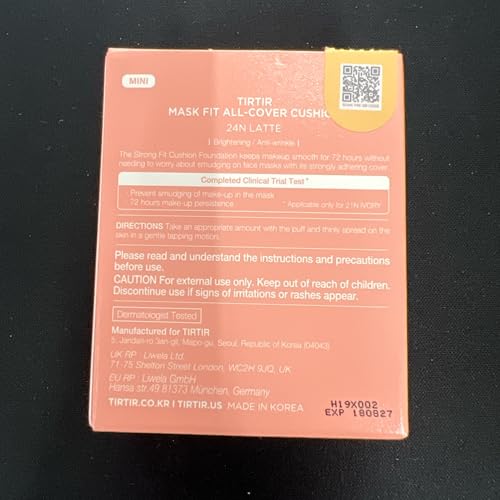 MINI
TIRTIR
MASK FIT ALL-COVER CUSHIO
24N LATTE
| Brightening / Anti-wrinkle |
The Strong Fit Cushion Foundation keeps makeup smooth for 72 hours without
needing to worry about smudging on face masks with its strongly adhering cover.
Completed Clinical Trial Test*
· Prevent smudging of make-up in the mask
· 72 hours make-up persistence
* Applicable only for 21N IVORY
DIRECTIONS Take an appropriate amount with the puff and thinly spread on the
skin in a gentle tapping motion.
Please read and understand the instructions and precautions
before use.
CAUTION For external use only. Keep out of reach of children.
Discontinue use if signs of irritations or rashes appear.
Dermatologist Tested
Manufactured for TIRTIR
5, Jandari-ro 3an-gil, Mapo-gu, Seoul, Republic of Korea (04043)
UK RP : Liwela Ltd.
71-75 Shelton Street London, WC2H 9JQ, UK
EU RP : Liwela GmbH
Hansa str.49 81373 München, Germany
TIRTIR.CO.KR I TIRTIR.US MADE IN KOREA
H19X002
EXP 180827